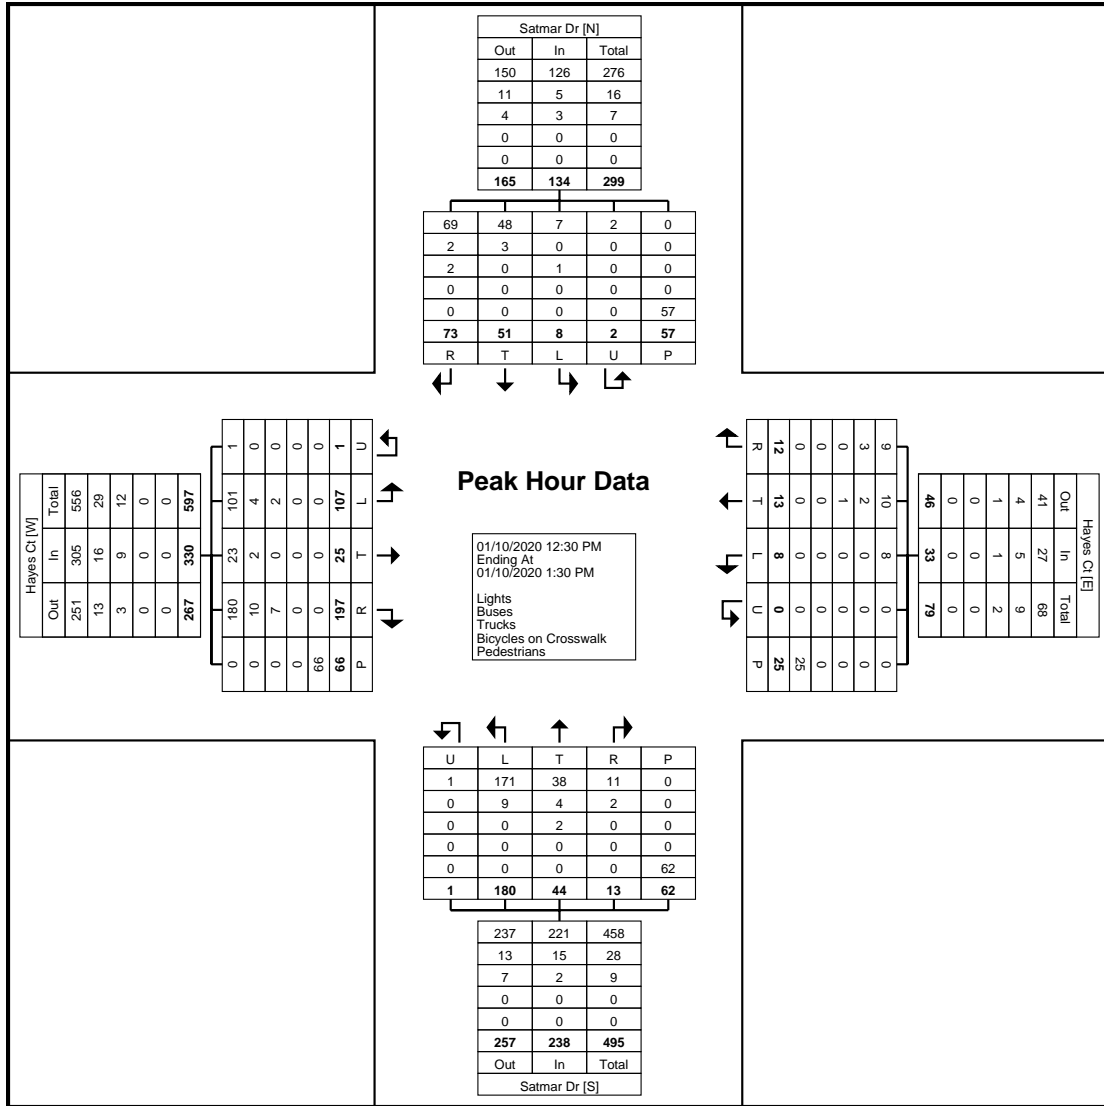 Satmar Dr [N]
Out In Total
150 126 276
11 5 16
4 3 7
0 0 0
0 0 0
165 134 299
69 48 7 2 0
2 3 0 0 0
2 0 1 0 0
0 0 0 0 0
0 0 0 0 57
73 51 8 2 57
R T L U P
Hayes Ct [W]
Total 556 29 12 0 0 597
In 305 16 9 0 0 330
Out 251 13 3 0 0 267
1 0 0 0 0 1 U
101 4 2 0 0 107 L
23 2 0 0 0 25 T
180 10 7 0 0 197 R
0 0 0 0 66 66 P
Peak Hour Data
01/10/2020 12:30 PM
Ending At
01/10/2020 1:30 PM
Lights
Buses
Trucks
Bicycles on Crosswalk
Pedestrians
R 12 0 0 0 3 9
T 13 0 0 1 2 10
L 8 0 0 0 0 8
U 0 0 0 0 0 0
P 25 25 0 0 0 0
46 0 0 1 4 41 Out
33 0 0 1 5 27 In
79 0 0 2 9 68 Total
Hayes Ct [E]
U L T R P
1 171 38 11 0
0 9 4 2 0
0 0 2 0 0
0 0 0 0 0
0 0 0 0 62
1 180 44 13 62
237 221 458
13 15 28
7 2 9
0 0 0
0 0 0
257 238 495
Out In Total
Satmar Dr [S]